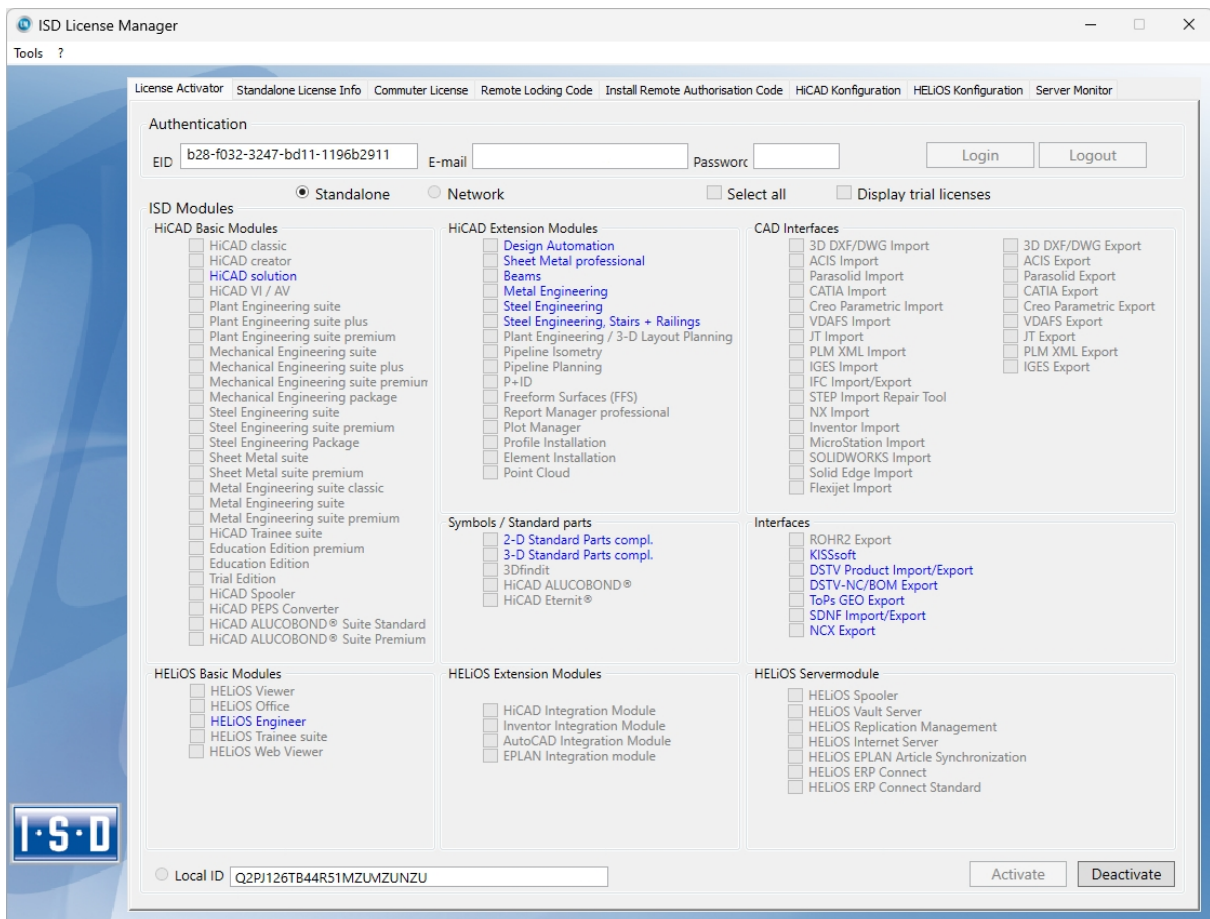 ISD License Manager
Tools ?
License Activator Standalone License Info Commuter License Remote Locking Code Install Remote Authorisation Code HiCAD Konfiguration HELiOS Konfiguration Server Monitor
Authentication
EID b28-f032-3247-bd11-1196b2911 E-mail Password Login Logout
Standalone Network Select all Display trial licenses
ISD Modules
HiCAD Basic Modules
HiCAD classic
HiCAD creator
HiCAD solution
HiCAD VI / AV
Plant Engineering suite
Plant Engineering suite plus
Plant Engineering suite premium
Mechanical Engineering suite
Mechanical Engineering suite plus
Mechanical Engineering suite premium
Mechanical Engineering package
Steel Engineering suite
Steel Engineering suite premium
Steel Engineering Package
Sheet Metal suite
Sheet Metal suite premium
Metal Engineering suite classic
Metal Engineering suite
Metal Engineering suite premium
HiCAD Trainee suite
Education Edition premium
Education Edition
Trial Edition
HiCAD Spooler
HiCAD PEPS Converter
HiCAD ALUCOBOND® Suite Standard
HiCAD ALUCOBOND® Suite Premium
HiCAD Extension Modules
Design Automation
Sheet Metal professional
Beams
Metal Engineering
Steel Engineering
Steel Engineering, Stairs + Railings
Plant Engineering / 3-D Layout Planning
Pipeline Isometry
Pipeline Planning
P+ID
Freeform Surfaces (FFS)
Report Manager professional
Plot Manager
Profile Installation
Element Installation
Point Cloud
CAD Interfaces
3D DXF/DWG Import
ACIS Import
Parasolid Import
CATIA Import
Creo Parametric Import
VDAFS Import
JT Import
PLM XML Import
IGES Import
IFC Import/Export
STEP Import Repair Tool
NX Import
Inventor Import
MicroStation Import
SOLIDWORKS Import
Solid Edge Import
Flexijet Import
3D DXF/DWG Export
ACIS Export
Parasolid Export
CATIA Export
Creo Parametric Export
VDAFS Export
JT Export
PLM XML Export
IGES Export
Symbols / Standard parts
2-D Standard Parts compl.
3-D Standard Parts compl.
3Dfindit
HiCAD ALUCOBOND®
HiCAD Eternit®
Interfaces
ROHR2 Export
KISSsoft
DSTV Product Import/Export
DSTV-NC/BOM Export
ToPs GEO Export
SDNF Import/Export
NCX Export
HELiOS Basic Modules
HELiOS Viewer
HELiOS Office
HELiOS Engineer
HELiOS Trainee suite
HELiOS Web Viewer
HELiOS Extension Modules
HiCAD Integration Module
Inventor Integration Module
AutoCAD Integration Module
EPLAN Integration module
HELiOS Servermodule
HELiOS Spooler
HELiOS Vault Server
HELiOS Replication Management
HELiOS Internet Server
HELiOS EPLAN Article Synchronization
HELiOS ERP Connect
HELiOS ERP Connect Standard
I·S·D
Local ID Q2PJ126TB44R51MZUMZUNZU Activate Deactivate